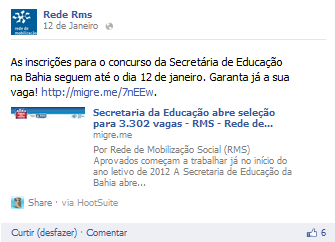 Rede Rms
12 de Janeiro
As inscrições para o concurso da Secretária de Educação
na Bahia seguem até o dia 12 de janeiro. Garanta já a sua
vaga! http://migre.me/7nEEw.
Secretaria da Educação abre seleção
para 3.302 vagas - RMS - Rede de...
migre.me
Por Rede de Mobilização Social (RMS)
Aprovados começam a trabalhar já no início do
ano letivo de 2012 A Secretaria de Educação da
Bahia abre...
Share · via HootSuite
Curtir (desfazer) · Comentar 6